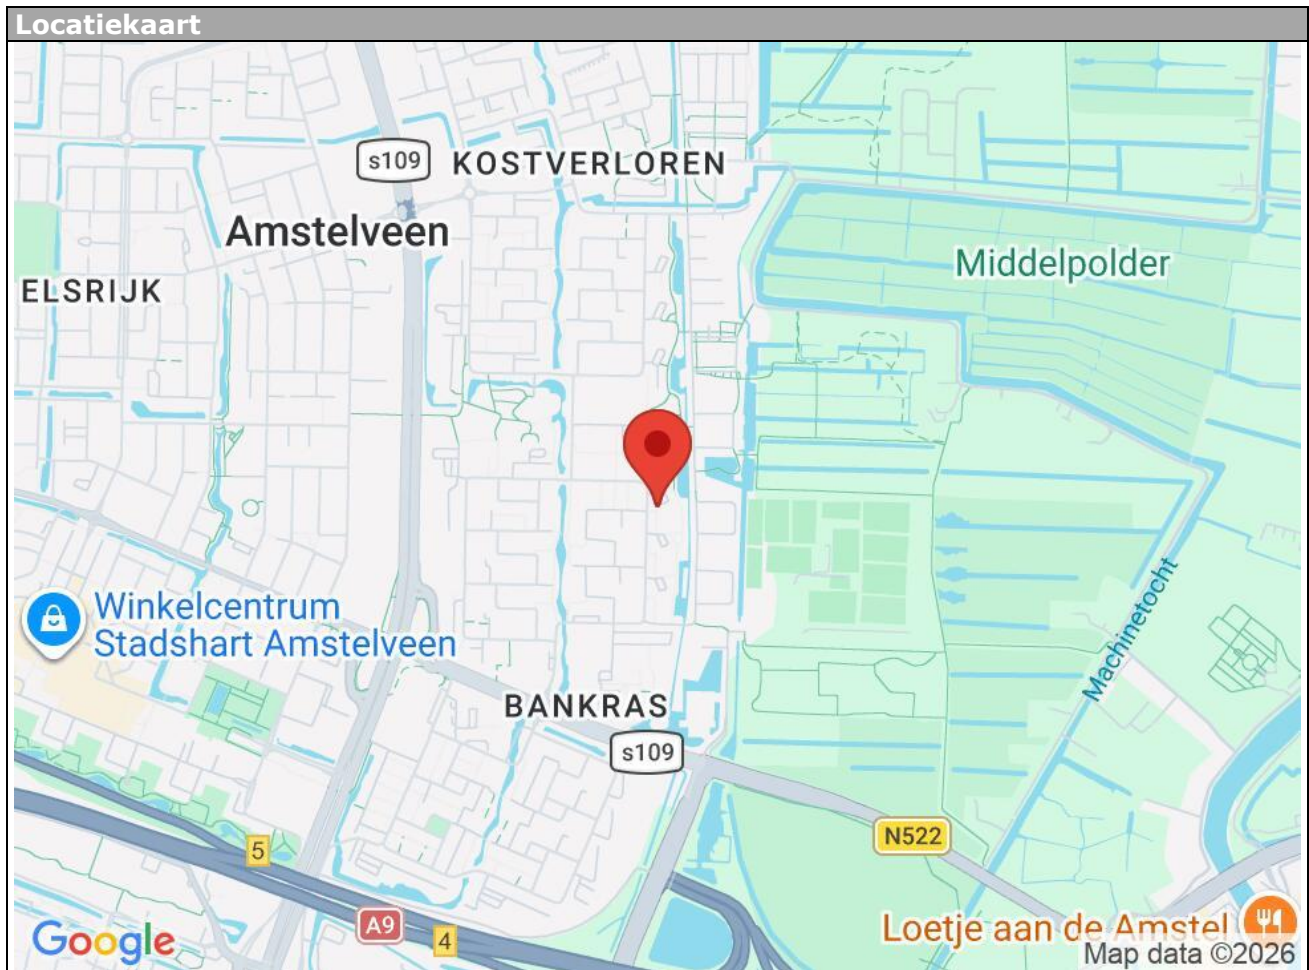 Locatiekaart
s109
KOSTVERLOREN
Amstelveen
Middelpolder
ELSRIJK
Winkelcentrum
Stadshart Amstelveen
Machinetocht
BANKRAS
s109
N522
5
A9
4
Loetje aan de Amstel
Google
Map data ©2026